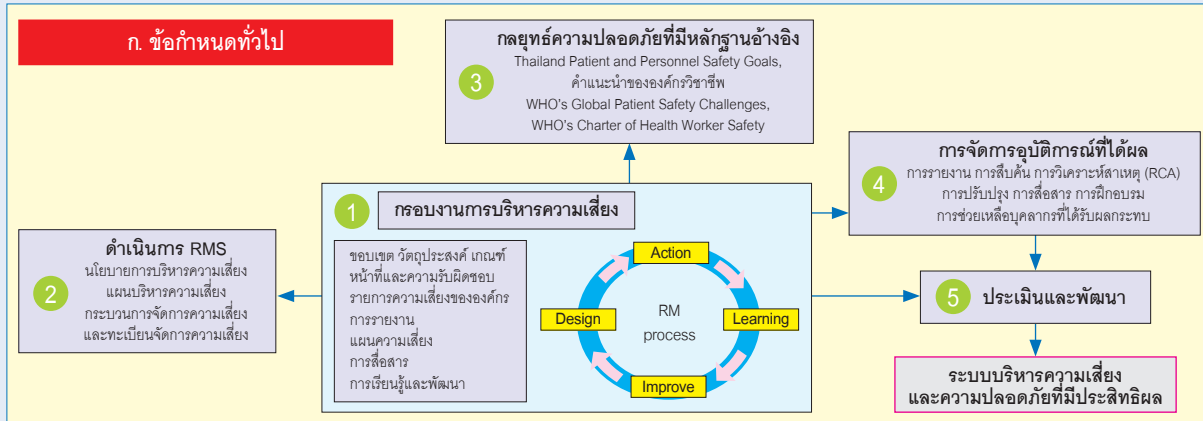 ก. ข้อกำหนดทั่วไป
3
กลยุทธ์ความปลอดภัยที่มีหลักฐานอ้างอิง
Thailand Patient and Personnel Safety Goals,
คำแนะนำขององค์กรวิชาชีพ
WHO's Global Patient Safety Challenges,
WHO's Charter of Health Worker Safety
4
การจัดการอุบัติการณ์ที่ได้ผล
การรายงาน การสืบค้น การวิเคราะห์สาเหตุ (RCA)
การปรับปรุง การสื่อสาร การฝึกอบรม
การช่วยเหลือบุคลากรที่ได้รับผลกระทบ
1
กรอบงานการบริหารความเสี่ยง
ขอบเขต วัตถุประสงค์ เกณฑ์
หน้าที่และความรับผิดชอบ
รายการความเสี่ยงขององค์กร
การรายงาน
แผนความเสี่ยง
การสื่อสาร
การเรียนรู้และพัฒนา
Action
Design
RM
process
Learning
Improve
2
ดำเนินการ RMS
นโยบายการบริหารความเสี่ยง
แผนบริหารความเสี่ยง
กระบวนการจัดการความเสี่ยง
และทะเบียนจัดการความเสี่ยง
5
ประเมินและพัฒนา
ระบบบริหารความเสี่ยง
และความปลอดภัยที่มีประสิทธิผล